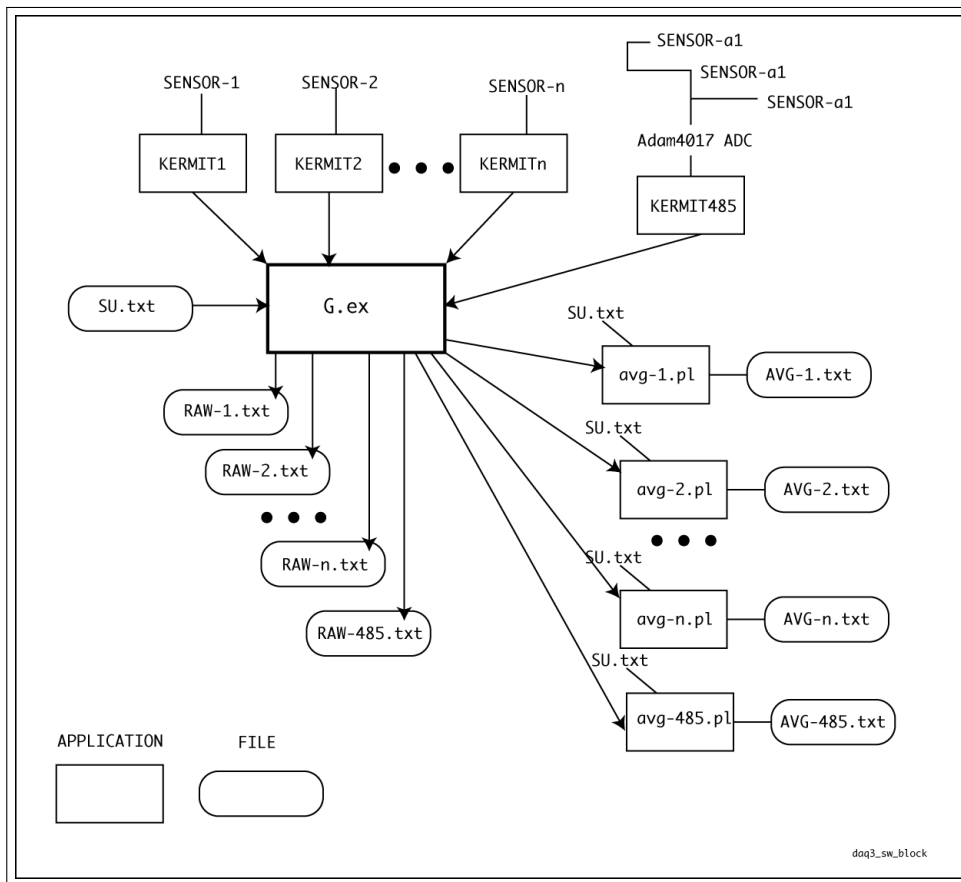 SENSOR-a1
SENSOR-1 SENSOR-2 SENSOR-n SENSOR-a1
SENSOR-a1
Adam4017 ADC
KERMIT1 KERMIT2 KERMITn
KERMIT485
SU.txt G.ex
SU.txt
avg-1.pl AVG-1.txt
RAW-1.txt
SU.txt
RAW-2.txt avg-2.pl AVG-2.txt
SU.txt
RAW-n.txt
avg-n.pl AVG-n.txt
RAW-485.txt
SU.txt
avg-485.pl AVG-485.txt
APPLICATION FILE
daq3_sw_block